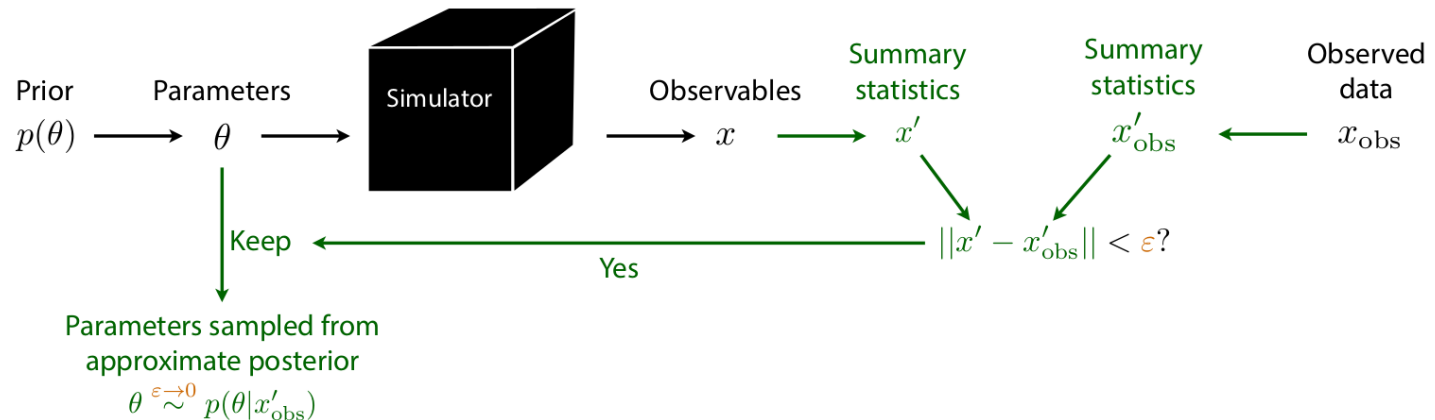 Prior
p(θ)
Parameters
θ
Simulator
Observables
x
Summary
statistics
x′
Summary
statistics
x′obs
Observed
data
xobs
Keep
Yes
||x′ − x′obs|| < ε?
Parameters sampled from
approximate posterior
θ ε→0 ∼ p(θ|x′obs)